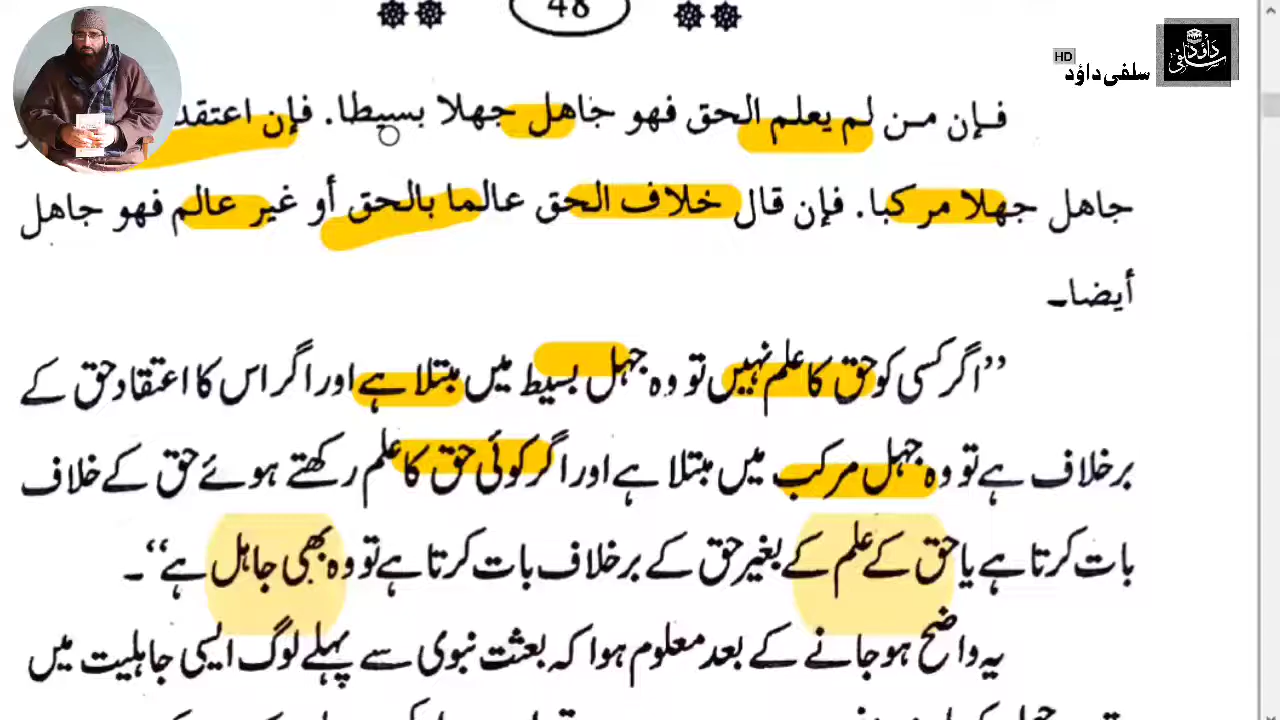 48
HD
سلفی داؤد
داؤد
سلفی
فإن من لم يعلم الحق فهو جاهل جهلا بسيطا. فإن اعتقد
جاهل جهلا مركبا. فإن قال خلاف الحق عالما بالحق أو غير عالم فهو جاهل
أيضا۔
”اگر کسی کو حق کا علم نہیں تو وہ جہل بسیط میں مبتلا ہے اور اگر اس کا اعتقاد حق کے
برخلاف ہے تو وہ جہل مرکب میں مبتلا ہے اور اگر کوئی حق کا علم رکھتے ہوئے حق کے خلاف
بات کرتا ہے یا حق کے علم کے بغیر حق کے برخلاف بات کرتا ہے تو وہ بھی جاہل ہے“۔
یہ واضح ہو جانے کے بعد معلوم ہوا کہ بعثت نبوی سے پہلے لوگ ایسی جاہلیت میں